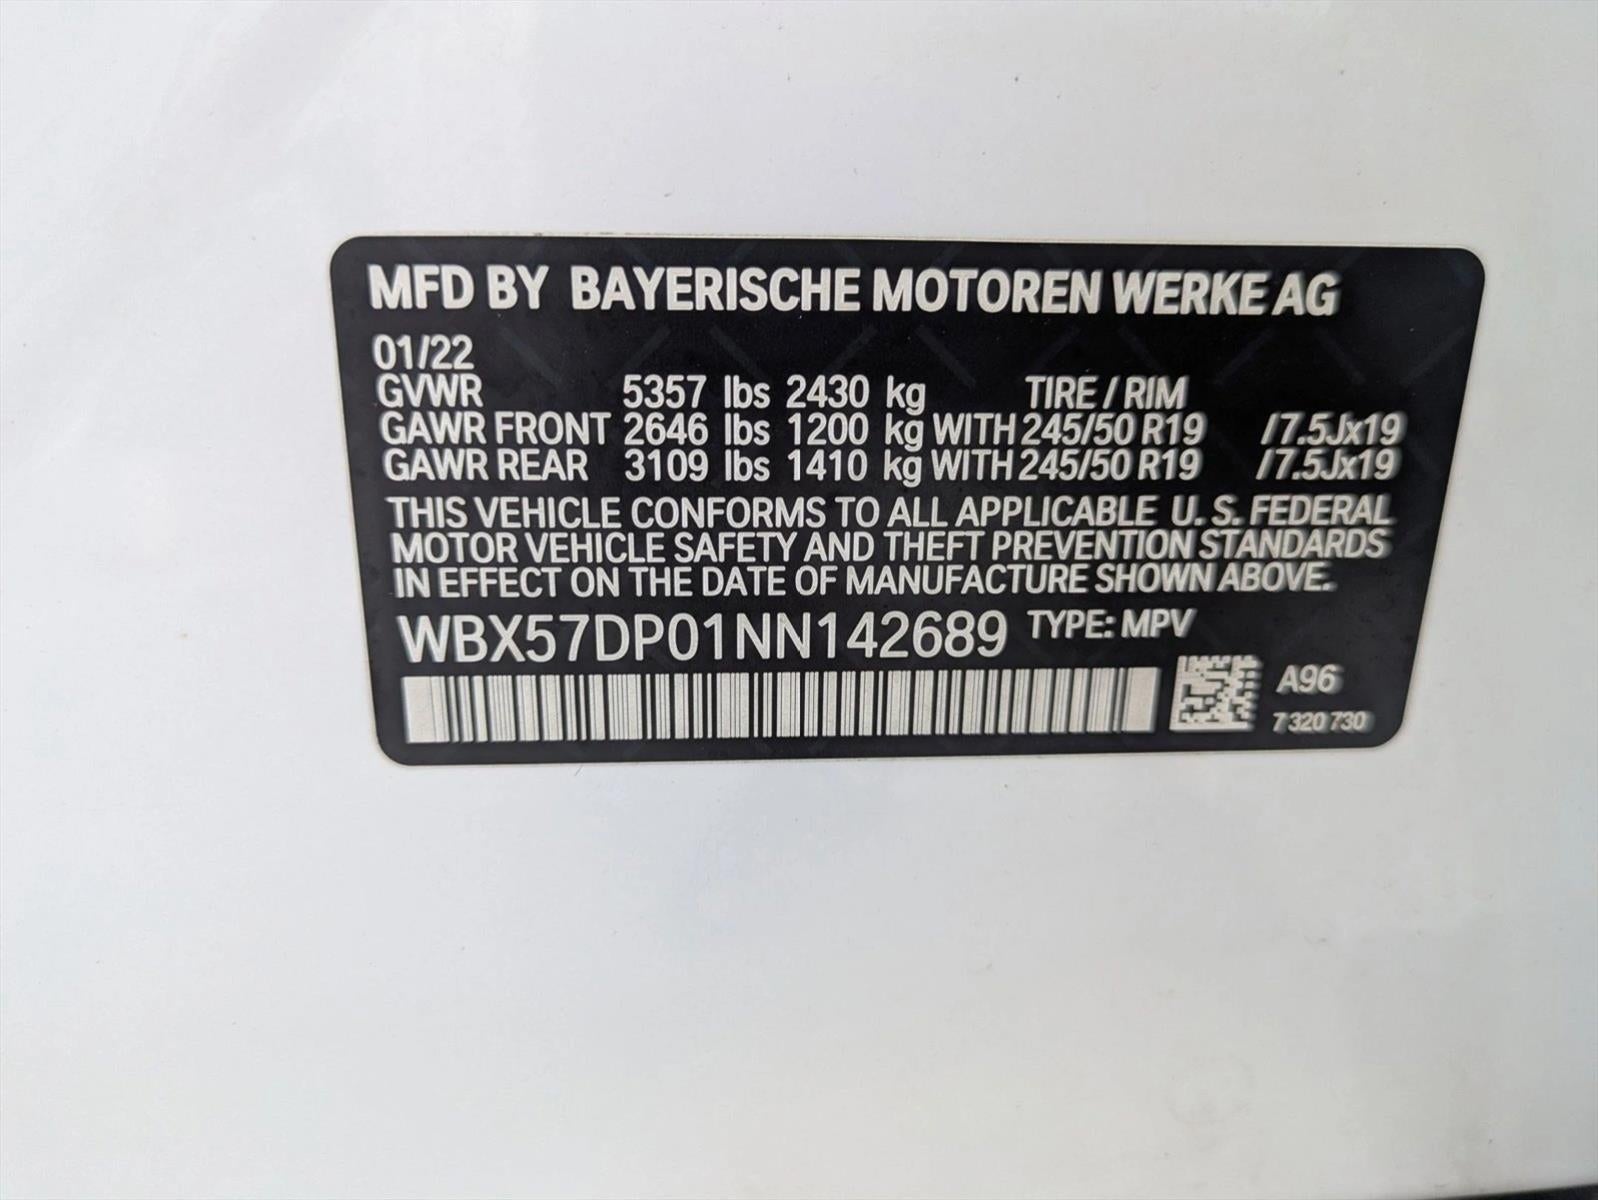 MFD BY BAYERISCHE MOTOREN WERKE AG
01/22
GVWR 5357 lbs 2430 kg TIRE / RIM
GAWR FRONT 2646 lbs 1200 kg WITH 245/50 R19 /7.5Jx19
GAWR REAR 3109 lbs 1410 kg WITH 245/50 R19 /7.5Jx19
THIS VEHICLE CONFORMS TO ALL APPLICABLE U. S. FEDERAL
MOTOR VEHICLE SAFETY AND THEFT PREVENTION STANDARDS
IN EFFECT ON THE DATE OF MANUFACTURE SHOWN ABOVE.
WBX57DP01NN142689 TYPE: MPV
A96
7 320 730